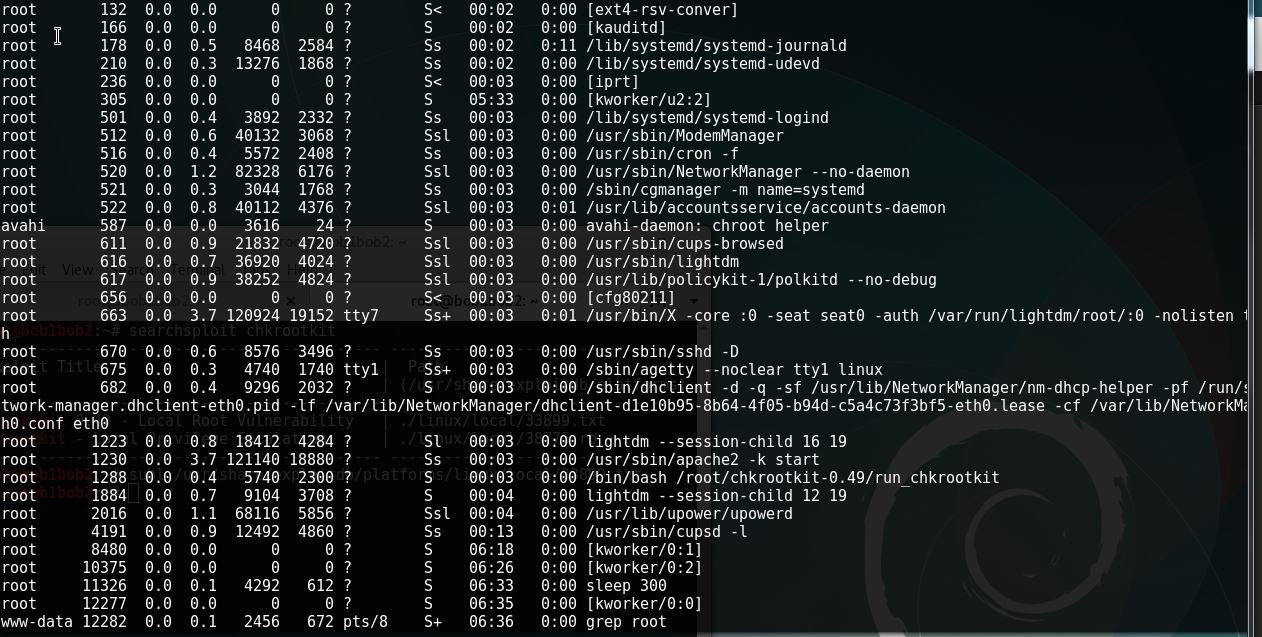 root 132 0.0 0.0 0 0 ? S< 00:02 0:00 [ext4-rsv-conver]
root 166 0.0 0.0 0 0 ? S 00:02 0:00 [kauditd]
root 178 0.0 0.5 8468 2584 ? Ss 00:02 0:11 /lib/systemd/systemd-journald
root 210 0.0 0.3 13276 1868 ? Ss 00:02 0:00 /lib/systemd/systemd-udevd
root 236 0.0 0.0 0 0 ? S< 00:03 0:00 [iprt]
root 305 0.0 0.0 0 0 ? S 05:33 0:00 [kworker/u2:2]
root 501 0.0 0.4 3892 2332 ? Ss 00:03 0:00 /lib/systemd/systemd-logind
root 512 0.0 0.6 40132 3068 ? Ssl 00:03 0:00 /usr/sbin/ModemManager
root 516 0.0 0.4 5572 2408 ? Ss 00:03 0:00 /usr/sbin/cron -f
root 520 0.0 1.2 82328 6176 ? Ssl 00:03 0:00 /usr/sbin/NetworkManager --no-daemon
root 521 0.0 0.3 3044 1768 ? Ss 00:03 0:00 /sbin/cgmanager -m name=systemd
root 522 0.0 0.8 40112 4376 ? Ssl 00:03 0:01 /usr/lib/accountsservice/accounts-daemon
avahi 587 0.0 0.0 3616 24 ? S 00:03 0:00 avahi-daemon: chroot helper
root 611 0.0 0.9 21832 4720 ? Ssl 00:03 0:00 /usr/sbin/cups-browsed
root 616 0.0 0.7 36920 4024 ? Ssl 00:03 0:00 /usr/sbin/lightdm
root 617 0.0 0.9 38252 4824 ? Ssl 00:03 0:00 /usr/lib/policykit-1/polkitd --no-debug
root 656 0.0 0.0 0 0 ? S< 00:03 0:00 [cfg80211]
root 663 0.0 3.7 120924 19152 tty7 Ss+ 00:03 0:01 /usr/bin/X -core :0 -seat seat0 -auth /var/run/lightdm/root/:0 -nolisten
h
root 670 0.0 0.6 8576 3496 ? Ss 00:03 0:00 /usr/sbin/sshd -D
root 675 0.0 0.3 4740 1740 tty1 Ss+ 00:03 0:00 /sbin/agetty --noclear tty1 linux
root 682 0.0 0.4 9296 2032 ? S 00:03 0:00 /sbin/dhclient -d -q -sf /usr/lib/NetworkManager/nm-dhcp-helper -pf
twork-manager.dhclient-eth0.pid -lf /var/lib/NetworkManager/dhclient-d1e10b95-8b64-4f05-b94d-c5a4c73f3bf5-eth0.lease -cf
h0.conf eth0
root 1223 0.0 0.8 18412 4284 ? Sl 00:03 0:00 lightdm --session-child 16 19
root 1230 0.0 3.7 121140 18880 ? Ss 00:03 0:00 /usr/sbin/apache2 -k start
root 1288 0.0 0.4 5740 2300 ? S 00:03 0:00 /bin/bash /root/chkrootkit-0.49/run_chkrootkit
root 1884 0.0 0.7 9104 3708 ? S 00:04 0:00 lightdm --session-child 12 19
root 2016 0.0 1.1 68116 5856 ? Ssl 00:04 0:00 /usr/lib/upower/upowerd
root 4191 0.0 0.9 12492 4860 ? Ss 00:13 0:00 /usr/sbin/cupsd -l
root 8480 0.0 0.0 0 0 ? S 06:18 0:00 [kworker/0:1]
root 10375 0.0 0.0 0 0 ? S 06:26 0:00 [kworker/0:2]
root 11326 0.0 0.1 4292 612 ? S 06:33 0:00 sleep 300
root 12277 0.0 0.0 0 0 ? S 06:35 0:00 [kworker/0:0]
www-data 12282 0.0 0.1 2456 672 pts/8 S+ 06:36 0:00 grep root